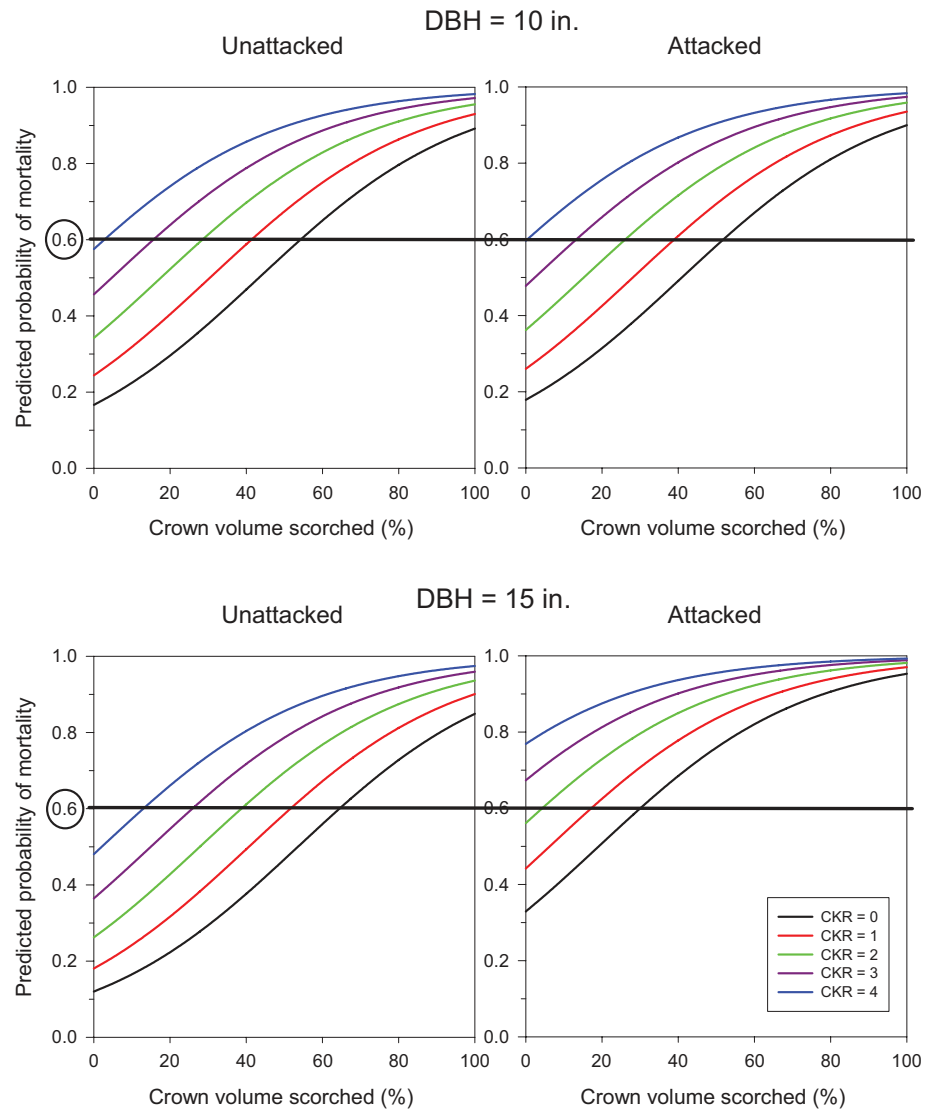 DBH = 10 in.
Unattacked
Attacked
Predicted probability of mortality
1.0
0.8
0.6
0.4
0.2
0.0
0 20 40 60 80 100
Crown volume scorched (%)
1.0
0.8
0.6
0.4
0.2
0.0
0 20 40 60 80 100
Crown volume scorched (%)
DBH = 15 in.
Unattacked
Attacked
Predicted probability of mortality
1.0
0.8
0.6
0.4
0.2
0.0
0 20 40 60 80 100
Crown volume scorched (%)
1.0
0.8
0.6
0.4
0.2
0.0
CKR = 0
CKR = 1
CKR = 2
CKR = 3
CKR = 4
0 20 40 60 80 100
Crown volume scorched (%)